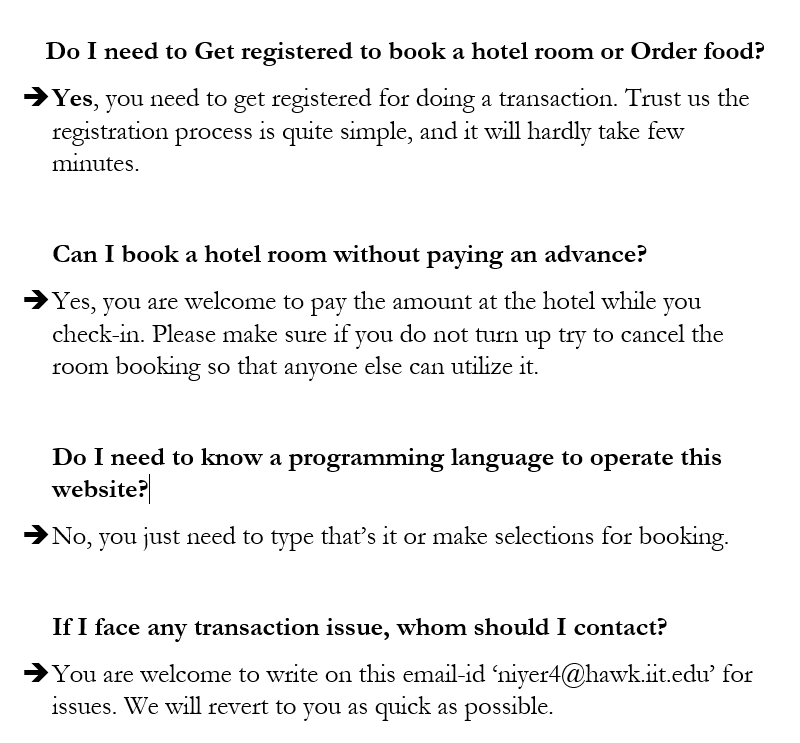 Do I need to Get registered to book a hotel room or Order food?
➔Yes, you need to get registered for doing a transaction. Trust us the
registration process is quite simple, and it will hardly take few
minutes.
Can I book a hotel room without paying an advance?
➔Yes, you are welcome to pay the amount at the hotel while you
check-in. Please make sure if you do not turn up try to cancel the
room booking so that anyone else can utilize it.
Do I need to know a programming language to operate this
website?
➔No, you just need to type that’s it or make selections for booking.
If I face any transaction issue, whom should I contact?
➔You are welcome to write on this email-id ‘niyer4@hawk.iit.edu’ for
issues. We will revert to you as quick as possible.